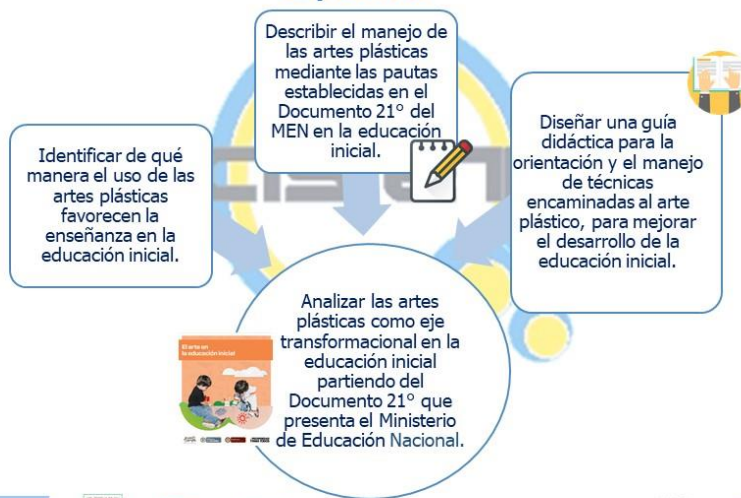 Describir el manejo de
las artes plásticas
mediante las pautas
establecidas en el
Documento 21° del
MEN en la educación
inicial.
Identificar de qué
manera el uso de las
artes plásticas
favorecen la
enseñanza en la
educación inicial.
Diseñar una guía
didáctica para la
orientación y el manejo
de técnicas
encaminadas al arte
plástico, para mejorar
el desarrollo de la
educación inicial.
Analizar las artes
plásticas como eje
transformacional en la
educación inicial
partiendo del
Documento 21° que
presenta el Ministerio
de Educación Nacional.
El arte en
la educación inicial